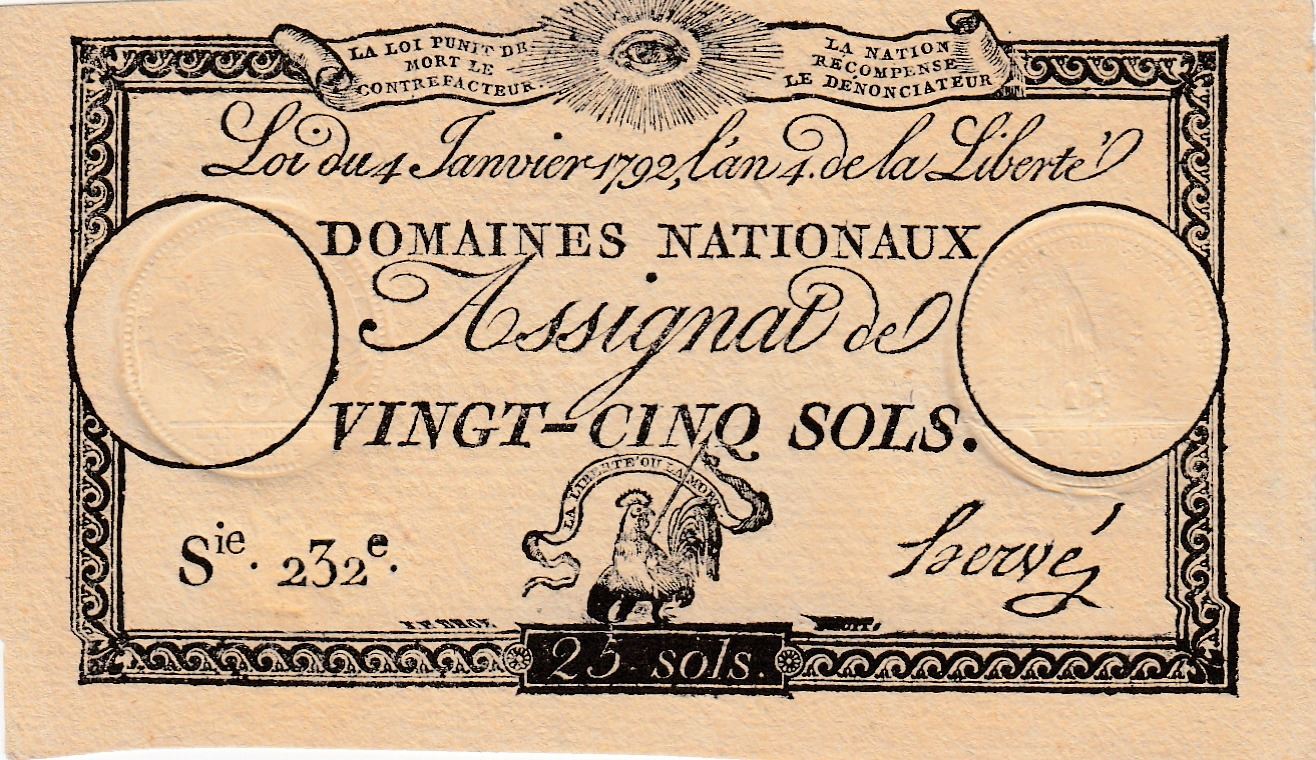 LA LOI PUNIT DE
MORT LE
CONTREFACTEUR.
LA NATION
RECOMPENSE
LE DENONCIATEUR
Loi du 4 Janvier 1792, l'an 4. de la Liberté
DOMAINES NATIONAUX
Assignat de
VINGT-CINQ SOLS.
LA LIBERTE OU LA MORT
Sie. 232e.
hervé
25 sols.